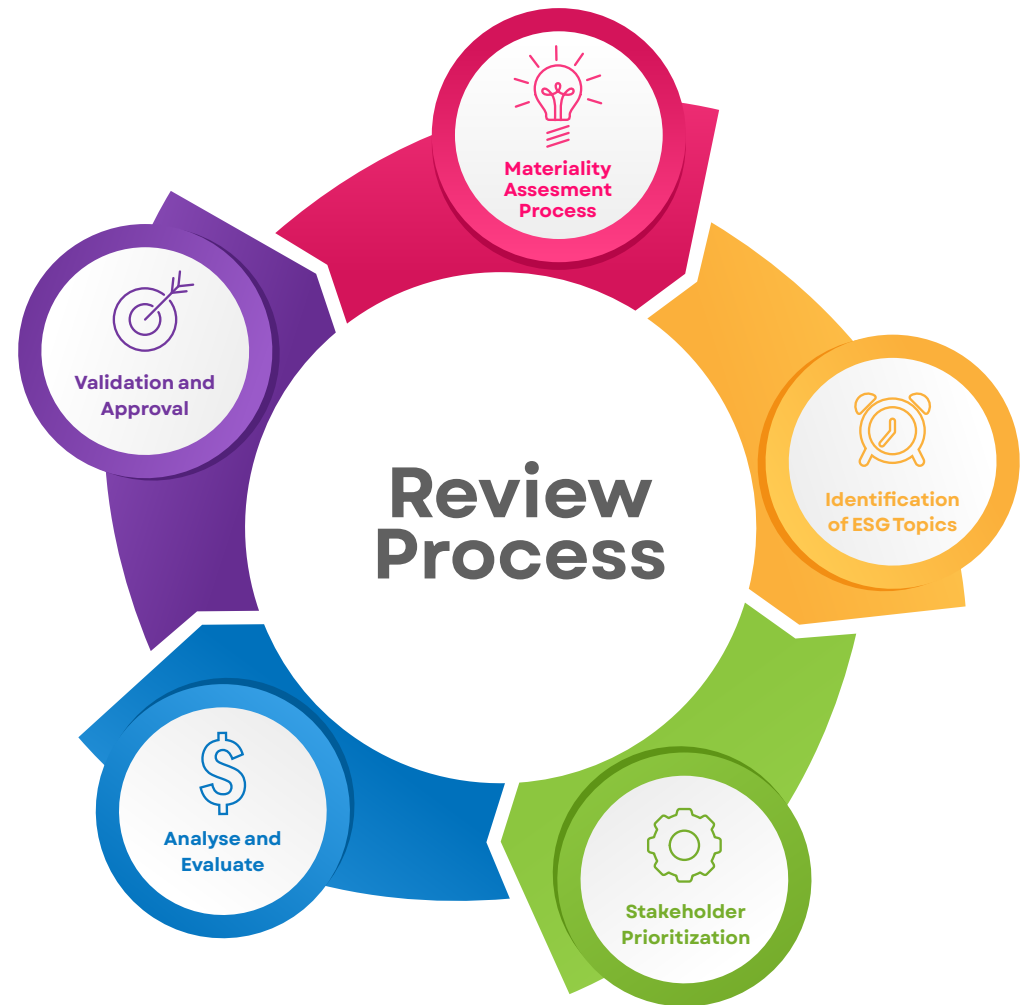 Materiality
Assesment
Process
Identification
of ESG Topics
Stakeholder
Prioritization
Analyse and
Evaluate
Validation and
Approval
Review
Process